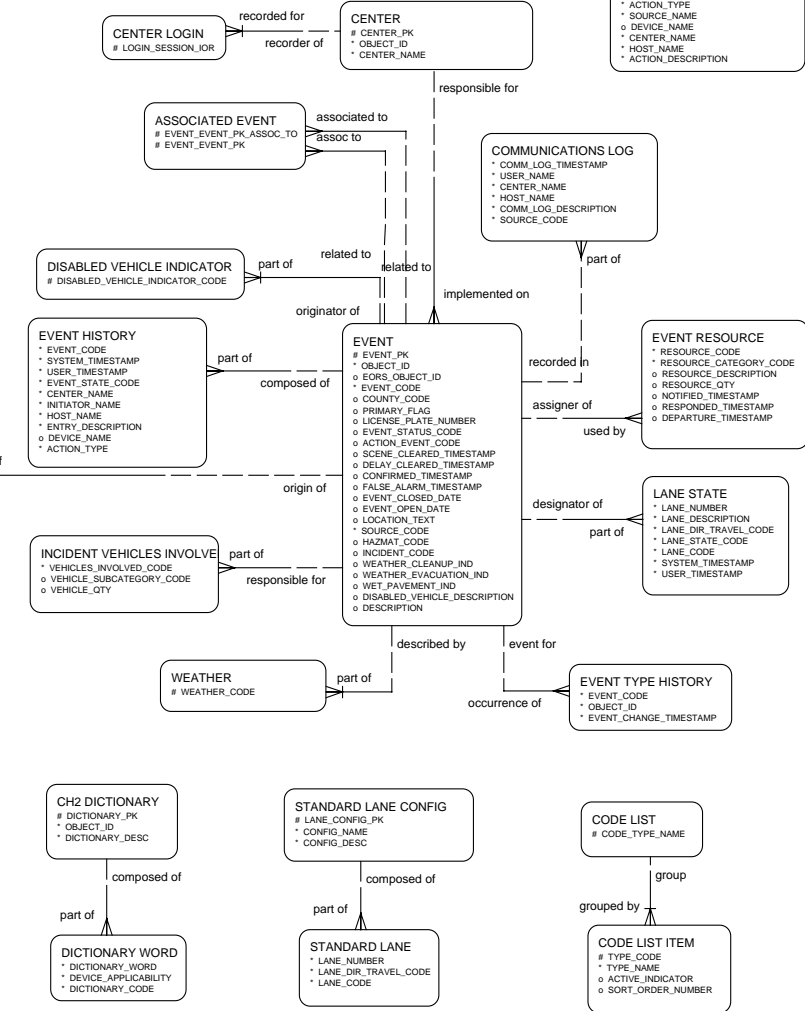 * ACTION_TYPE
* SOURCE_NAME
o DEVICE_NAME
* CENTER_NAME
* HOST_NAME
* ACTION_DESCRIPTION
CENTER LOGIN
# LOGIN_SESSION_IOR
recorded for
recorder of
CENTER
# CENTER_PK
* OBJECT_ID
* CENTER_NAME
responsible for
implemented on
ASSOCIATED EVENT
# EVENT_EVENT_PK_ASSOC_TO
# EVENT_EVENT_PK
associated to
assoc to
related to
related to
COMMUNICATIONS LOG
* COMM_LOG_TIMESTAMP
* USER_NAME
* CENTER_NAME
* HOST_NAME
* COMM_LOG_DESCRIPTION
* SOURCE_CODE
part of
recorded in
DISABLED VEHICLE INDICATOR
# DISABLED_VEHICLE_INDICATOR_CODE
part of
originator of
EVENT HISTORY
* EVENT_CODE
* SYSTEM_TIMESTAMP
* USER_TIMESTAMP
* EVENT_STATE_CODE
* CENTER_NAME
* INITIATOR_NAME
* HOST_NAME
* ENTRY_DESCRIPTION
o DEVICE_NAME
* ACTION_TYPE
part of
composed of
f
origin of
EVENT
# EVENT_PK
* OBJECT_ID
o EORS_OBJECT_ID
* EVENT_CODE
o COUNTY_CODE
o PRIMARY_FLAG
o LICENSE_PLATE_NUMBER
o EVENT_STATUS_CODE
o ACTION_EVENT_CODE
o SCENE_CLEARED_TIMESTAMP
o DELAY_CLEARED_TIMESTAMP
o CONFIRMED_TIMESTAMP
o FALSE_ALARM_TIMESTAMP
o EVENT_CLOSED_DATE
o EVENT_OPEN_DATE
o LOCATION_TEXT
* SOURCE_CODE
o HAZMAT_CODE
o INCIDENT_CODE
o WEATHER_CLEANUP_IND
o WEATHER_EVACUATION_IND
o WET_PAVEMENT_IND
o DISABLED_VEHICLE_DESCRIPTION
o DESCRIPTION
EVENT RESOURCE
* RESOURCE_CODE
* RESOURCE_CATEGORY_CODE
o RESOURCE_DESCRIPTION
o RESOURCE_QTY
o NOTIFIED_TIMESTAMP
o RESPONDED_TIMESTAMP
o DEPARTURE_TIMESTAMP
assigner of
used by
LANE STATE
* LANE_NUMBER
* LANE_DESCRIPTION
* LANE_DIR_TRAVEL_CODE
* LANE_STATE_CODE
* LANE_CODE
* SYSTEM_TIMESTAMP
* USER_TIMESTAMP
designator of
part of
INCIDENT VEHICLES INVOLVE
* VEHICLES_INVOLVED_CODE
o VEHICLE_SUBCATEGORY_CODE
o VEHICLE_QTY
part of
responsible for
described by
event for
WEATHER
# WEATHER_CODE
part of
occurrence of
EVENT TYPE HISTORY
* EVENT_CODE
* OBJECT_ID
* EVENT_CHANGE_TIMESTAMP
CH2 DICTIONARY
# DICTIONARY_PK
* OBJECT_ID
* DICTIONARY_DESC
composed of
part of
DICTIONARY WORD
* DICTIONARY_WORD
* DEVICE_APPLICABILITY
* DICTIONARY_CODE
STANDARD LANE CONFIG
# LANE_CONFIG_PK
* CONFIG_NAME
* CONFIG_DESC
composed of
part of
STANDARD LANE
* LANE_NUMBER
* LANE_DIR_TRAVEL_CODE
* LANE_CODE
CODE LIST
# CODE_TYPE_NAME
group
grouped by
CODE LIST ITEM
# TYPE_CODE
* TYPE_NAME
o ACTIVE_INDICATOR
o SORT_ORDER_NUMBER